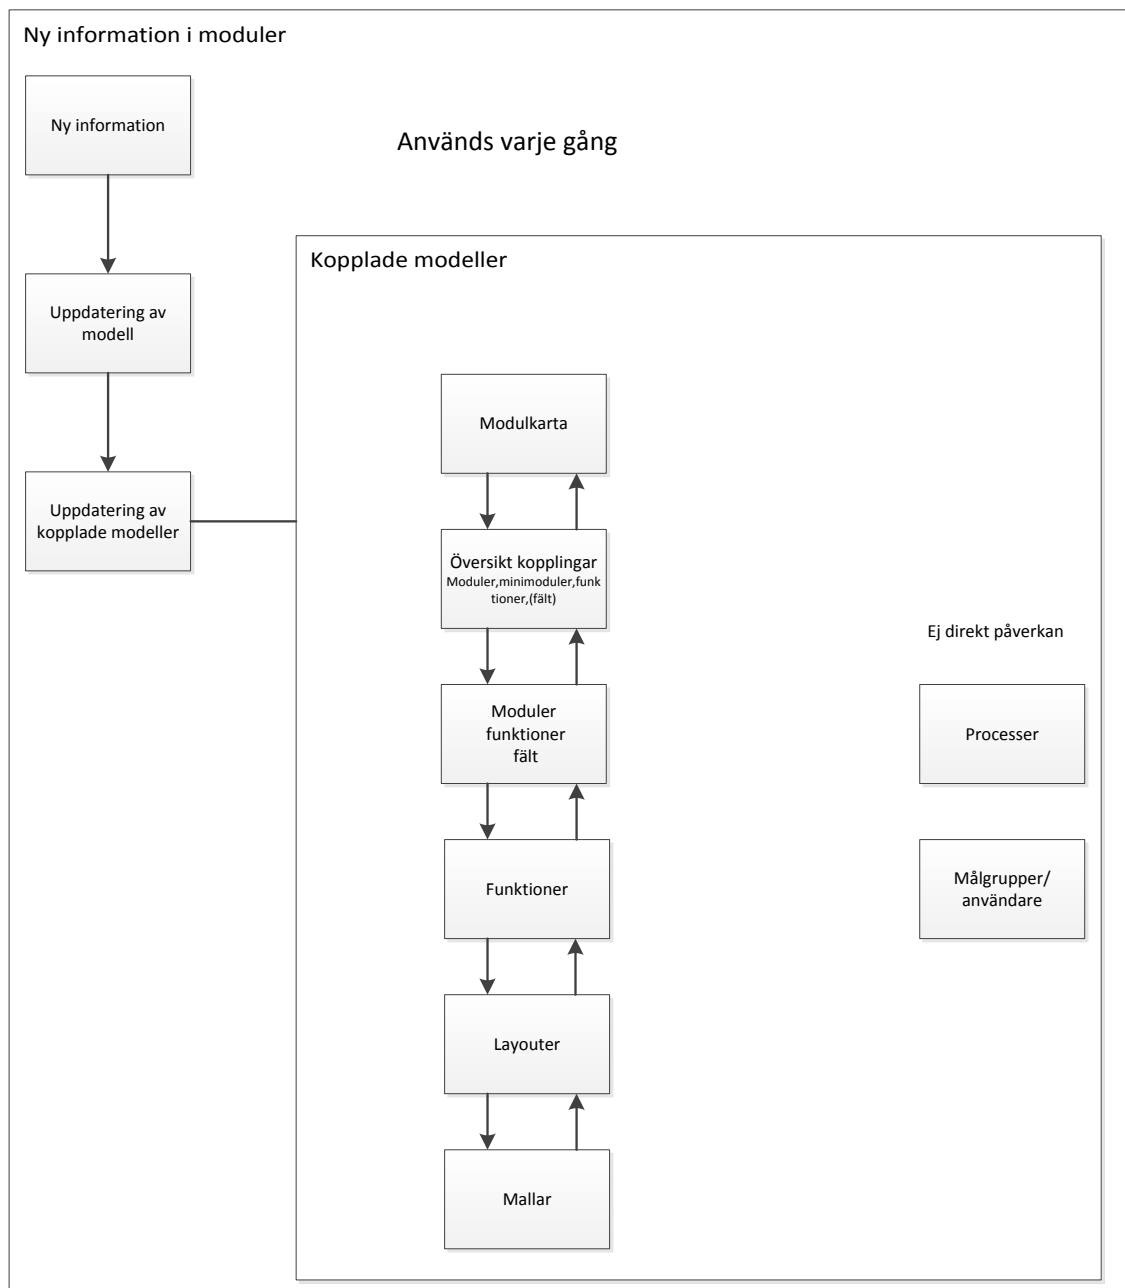 Ny information i moduler
Ny information
Används varje gång
Kopplade modeller
Uppdatering av
modell
Modulkarta
Uppdatering av
kopplade modeller
Översikt kopplingar
Moduler,minimoduler,funk
tioner,(fält)
Ej direkt påverkan
Moduler
funktioner
fält
Processer
Funktioner
Målgrupper/
användare
Layouter
Mallar